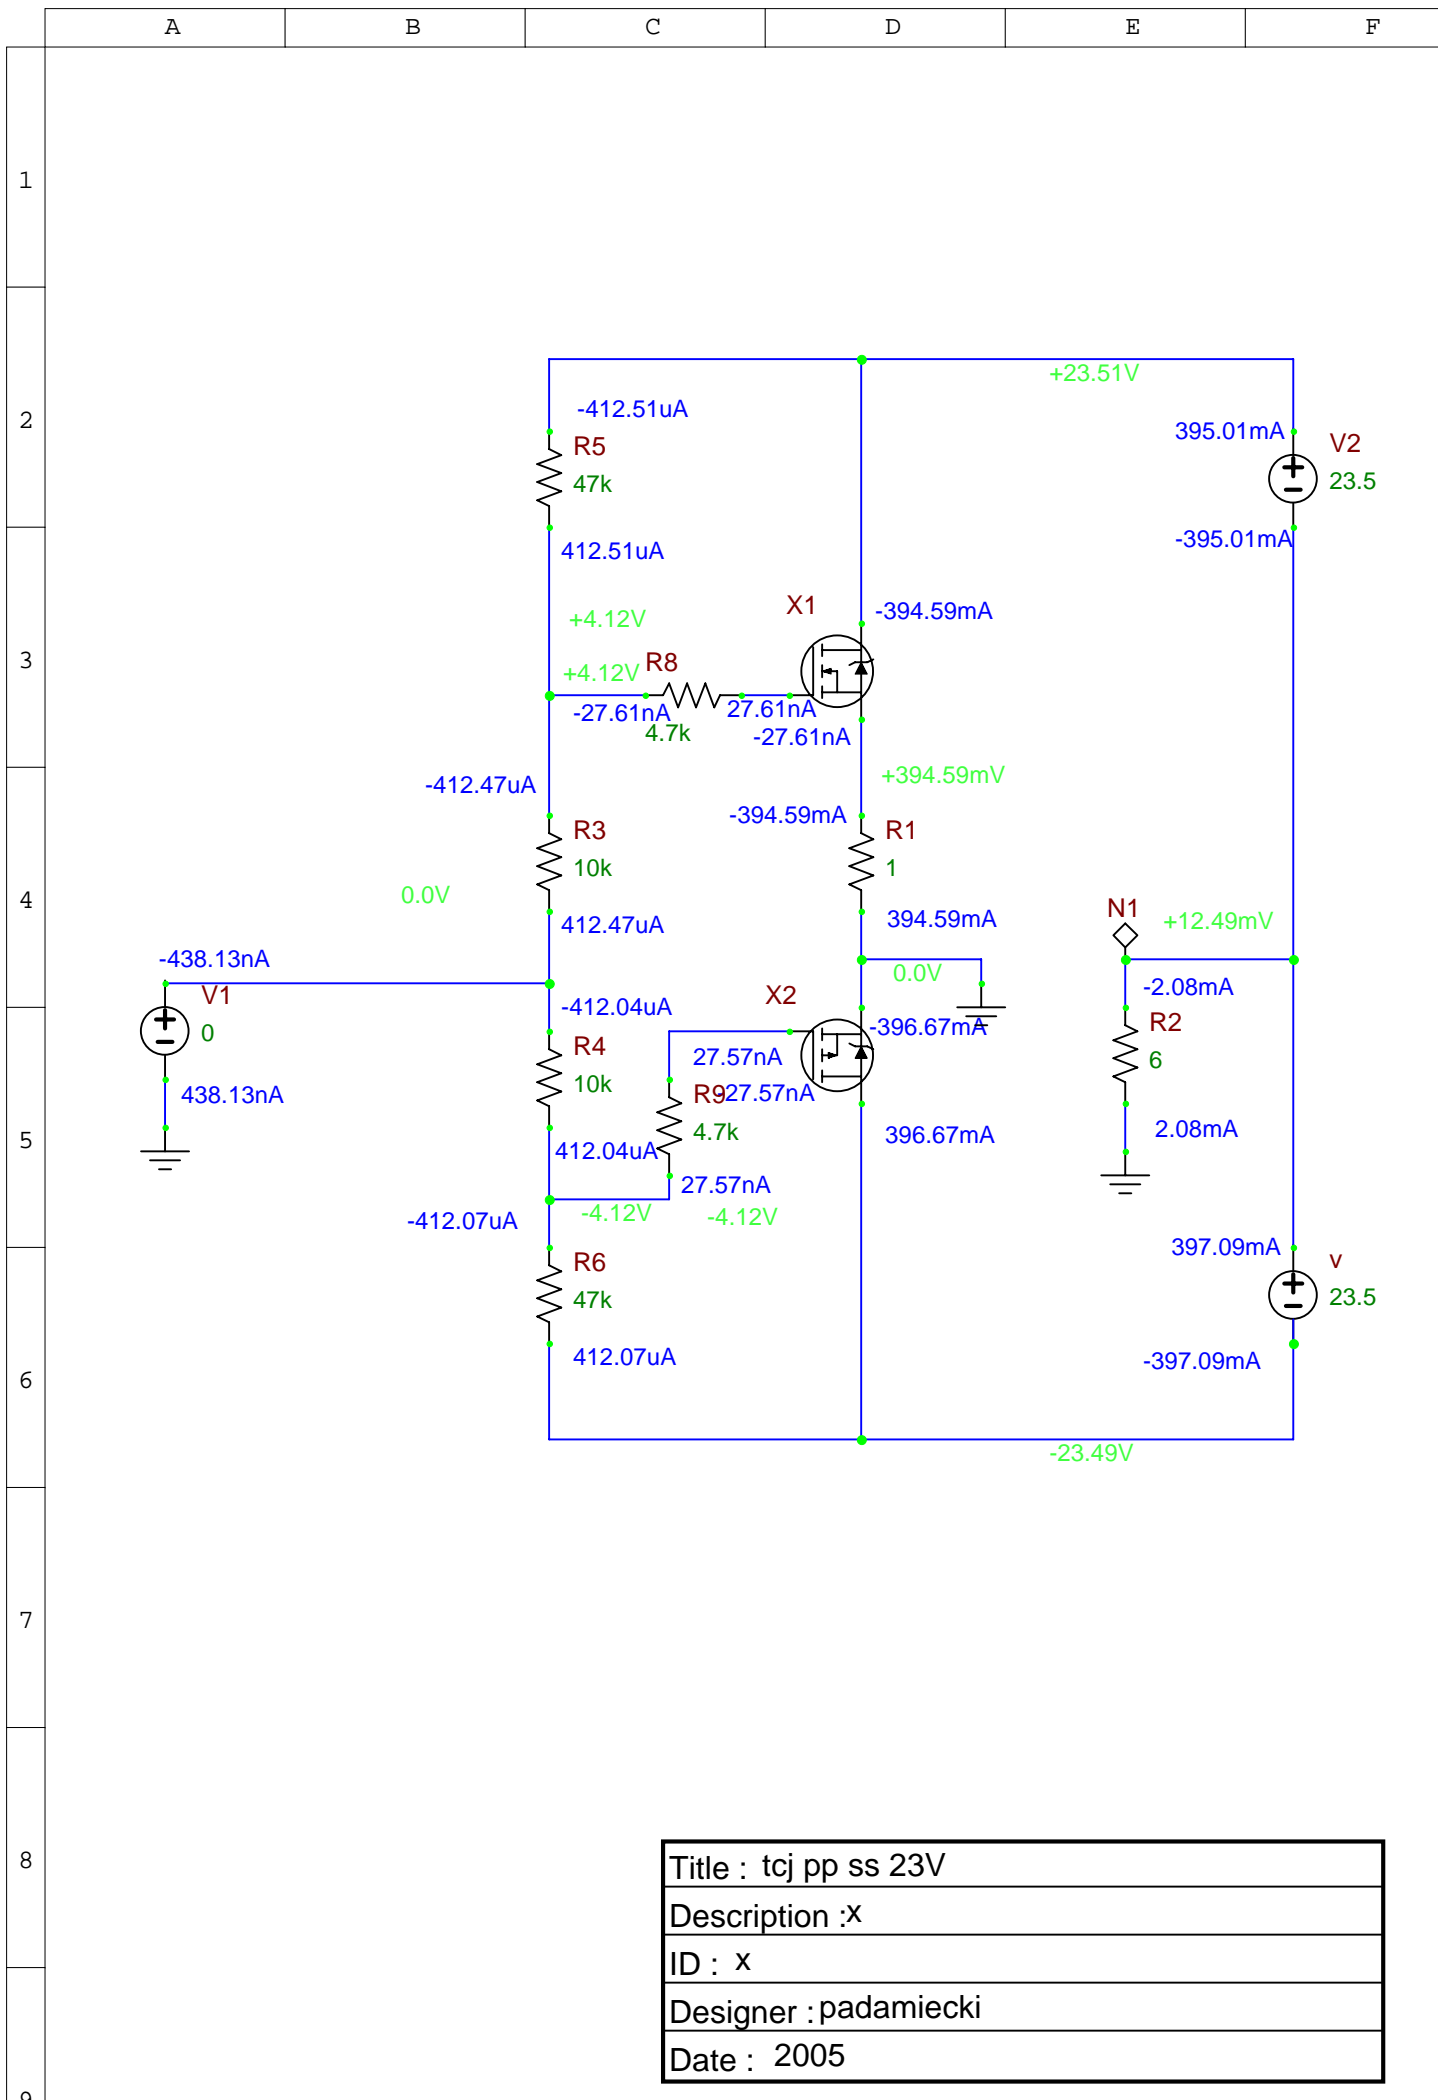 A B C D E F
1
+23.51V
-412.51uA
2
395.01mA
V2
R5
47k
23.5
412.51uA
-395.01mA
X1
-394.59mA
+4.12V
3
+4.12V
R8
-27.61nA
27.61nA
4.7k
-27.61nA
+394.59mV
-412.47uA
-394.59mA
R3
R1
10k
1
0.0V
4
N1
412.47uA
394.59mA
+12.49mV
-438.13nA
0.0V
V1
-412.04uA
X2
-2.08mA
0
-396.67mA
R2
R4
27.57nA
6
10k
438.13nA
R9
-27.57nA
4.7k
396.67mA
2.08mA
5
412.04uA
27.57nA
-412.07uA
-4.12V
-4.12V
397.09mA
v
R6
47k
23.5
412.07uA
-397.09mA
6
-23.49V
7
8
Title : tcj pp ss 23V
Description :x
ID : x
Designer : padamiecki
Date : 2005
9